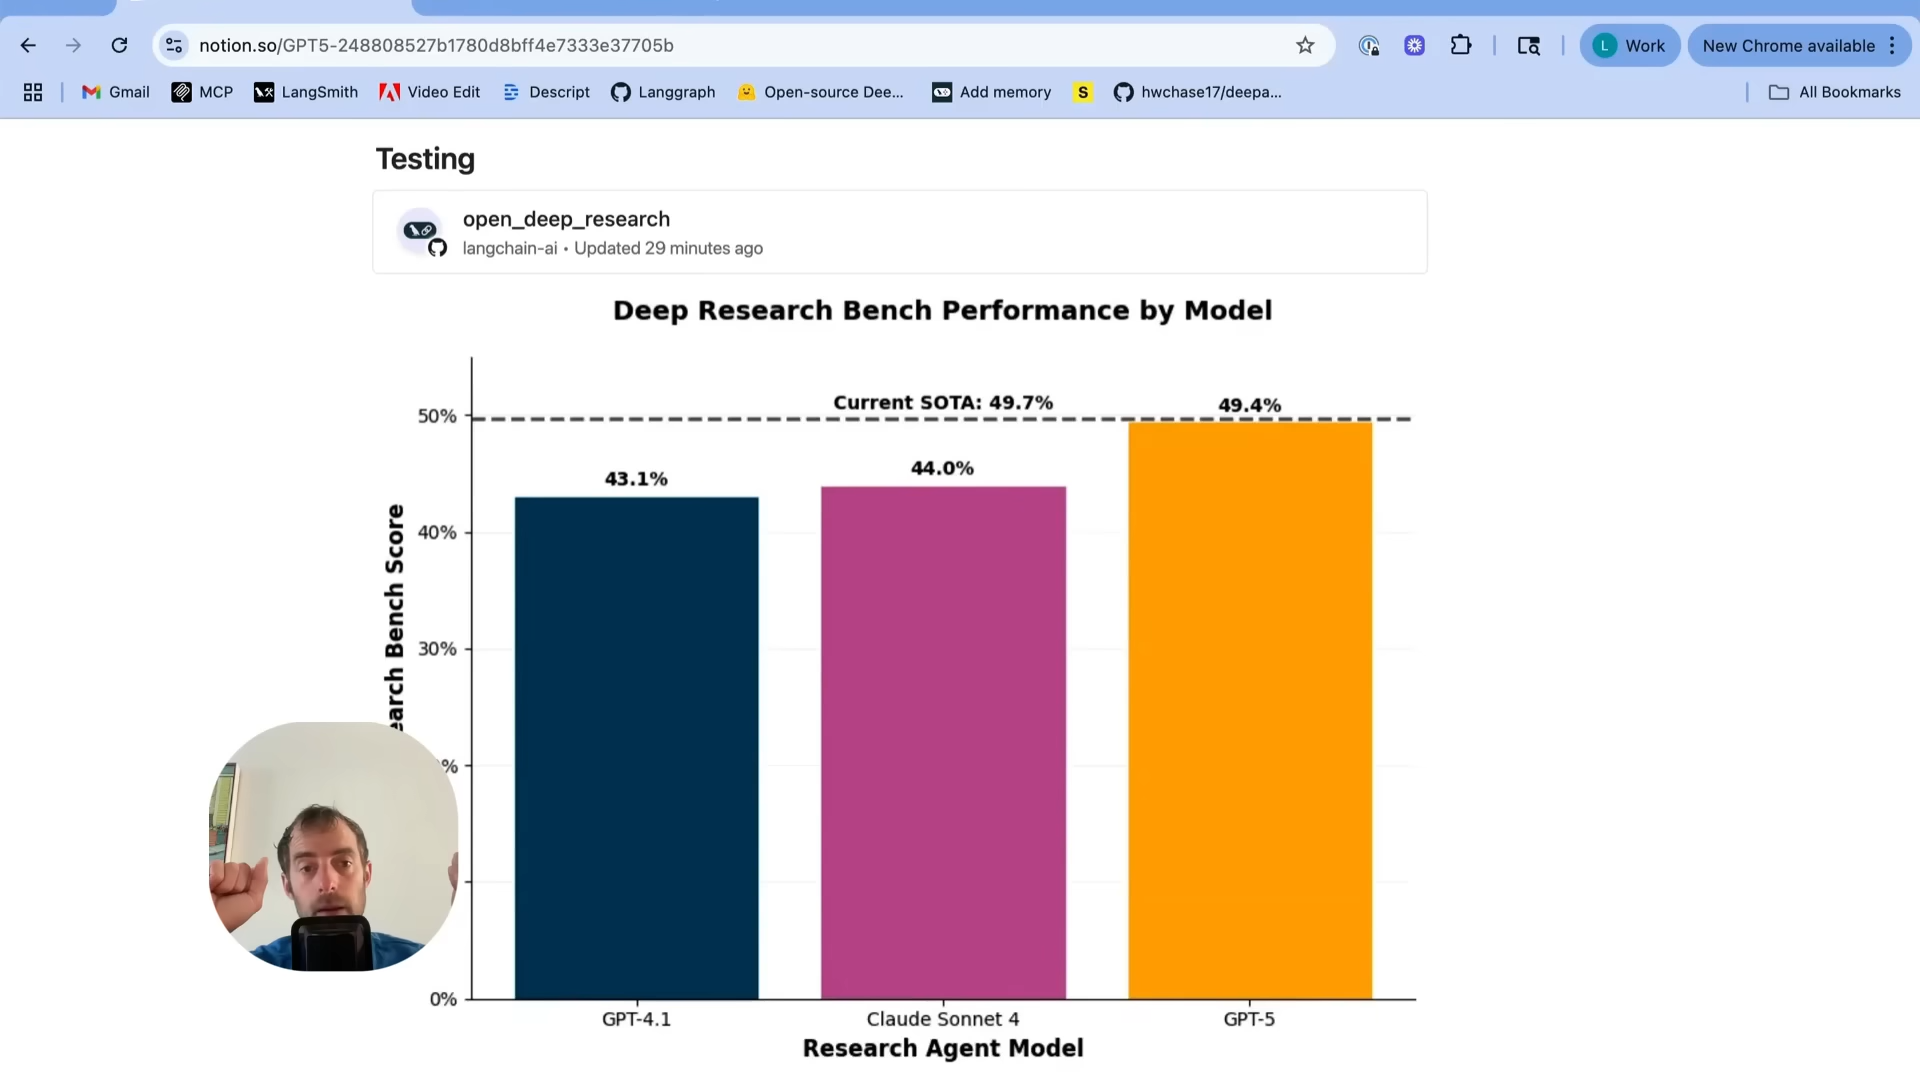 notion.so/GPT5-248808527b1780d8bff4e7333e37705b
L Work
New Chrome available
Gmail
MCP
LangSmith
Video Edit
Descript
Langgraph
Open-source Dee...
Add memory
S
hwchase17/deepa...
All Bookmarks
Testing
open_deep_research
langchain-ai • Updated 29 minutes ago
Deep Research Bench Performance by Model
Current SOTA: 49.7%
49.4%
44.0%
43.1%
50%
40%
30%
%
0%
earch Bench Score
GPT-4.1
Claude Sonnet 4
GPT-5
Research Agent Model